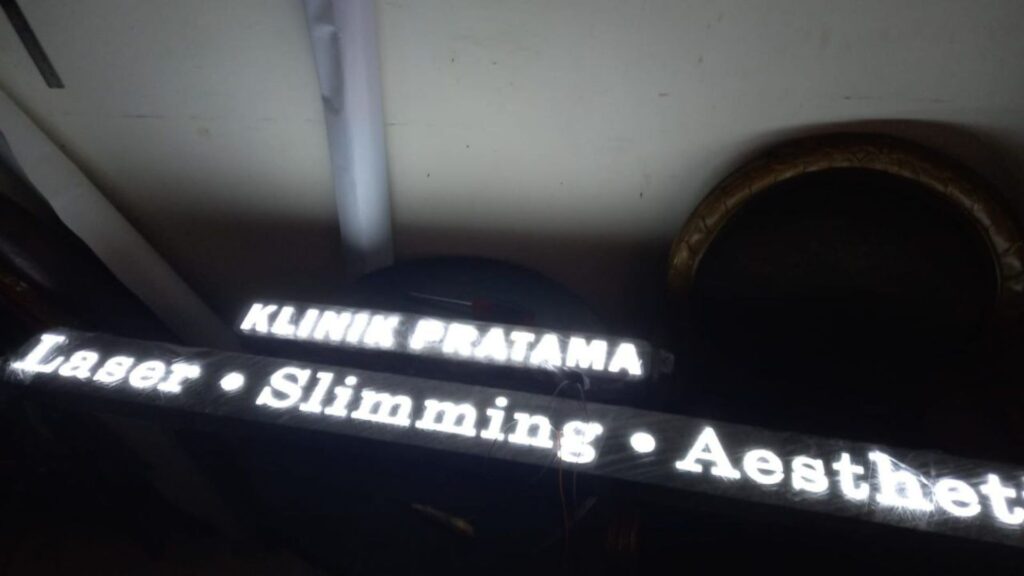 KLINIK PRATAMA
Laser • Slimming • Aesthet